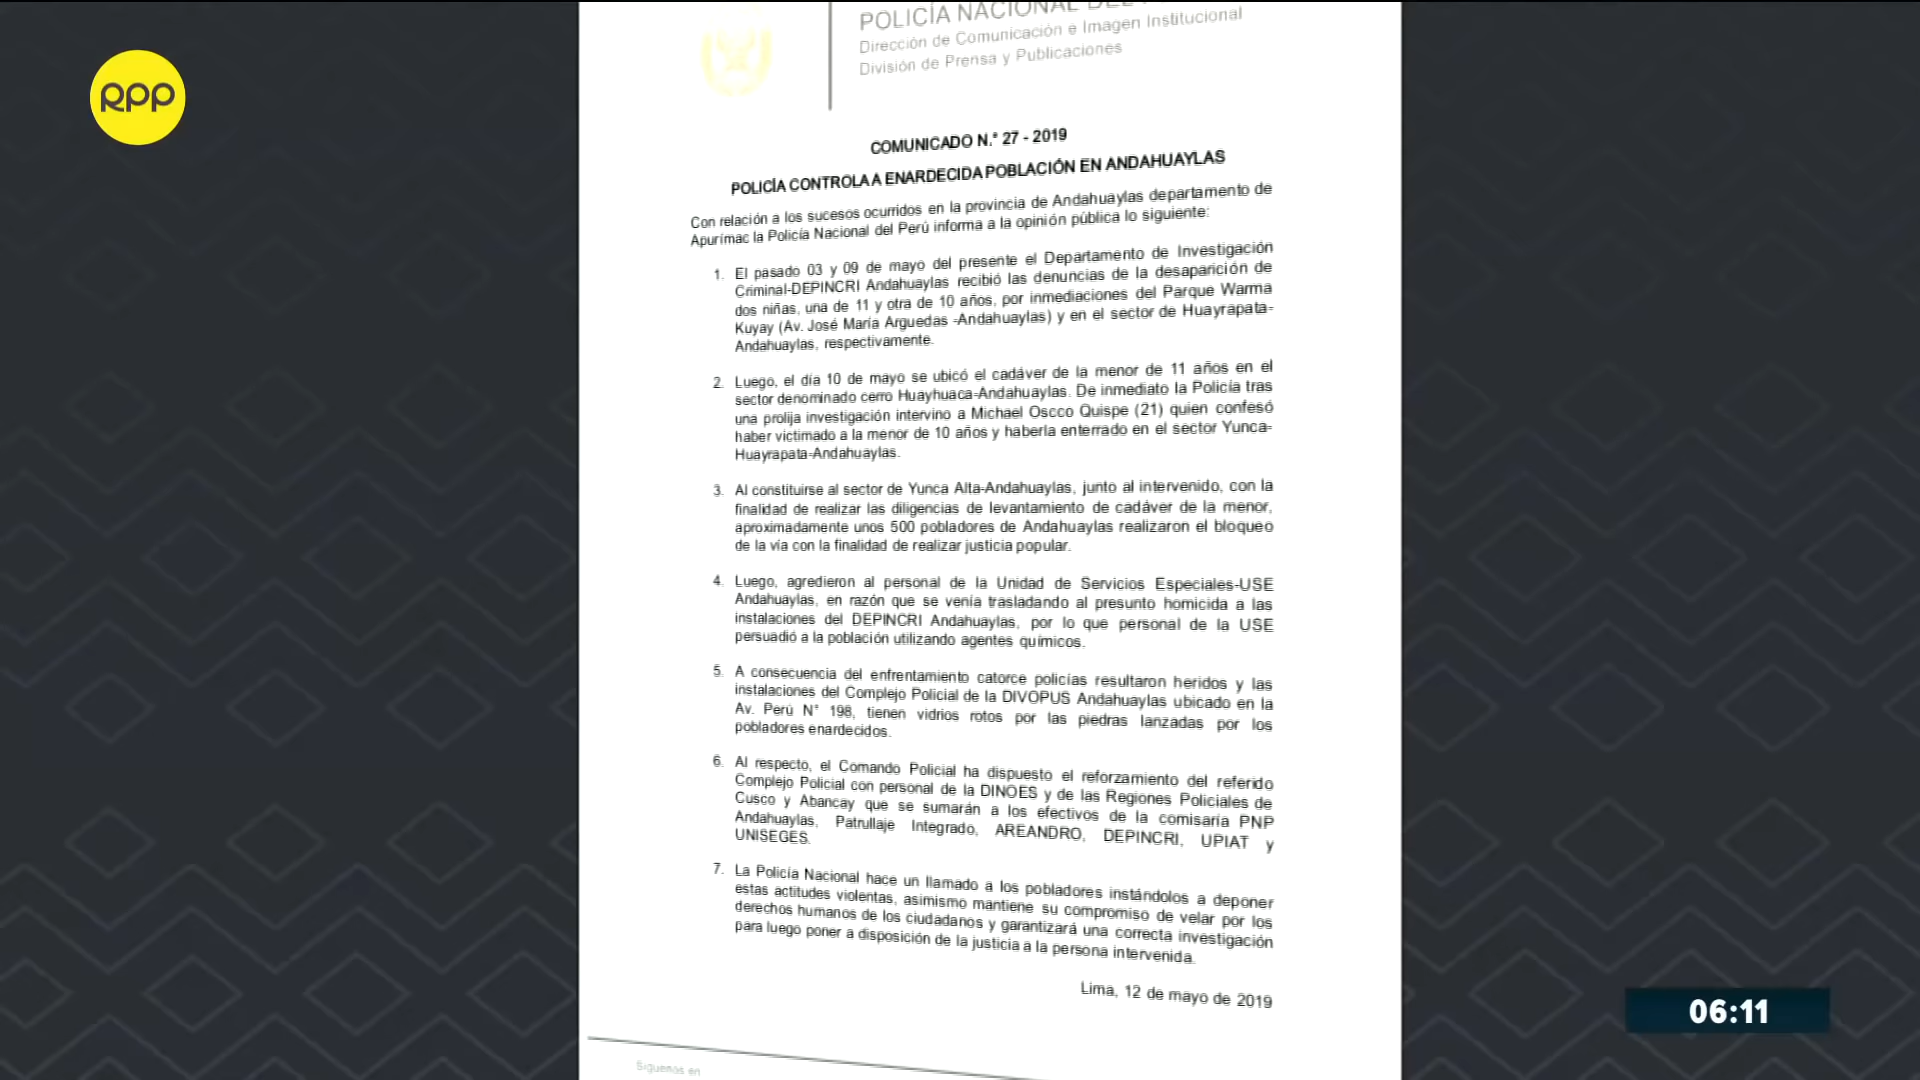 RPP
POLICÍA NACIONAL DEL
Dirección de Comunicación e Imagen Institucional
División de Prensa y Publicaciones
COMUNICADO N.° 27 - 2019
POLICÍA CONTROLA A ENARDECIDA POBLACIÓN EN ANDAHUAYLAS
Con relación a los sucesos ocurridos en la provincia de Andahuaylas departamento de
Apurímac la Policía Nacional del Perú informa a la opinión pública lo siguiente:
1. El pasado 03 y 09 de mayo del presente el Departamento de Investigación
Criminal-DEPINCRI Andahuaylas recibió las denuncias de la desaparición de
dos niñas, una de 11 y otra de 10 años, por inmediaciones del Parque Warma
Kuyay (Av. José María Arguedas -Andahuaylas) y en el sector de Huayrapata-
Andahuaylas, respectivamente.
2. Luego, el día 10 de mayo se ubicó el cadáver de la menor de 11 años en el
sector denominado cerro Huayhuaca-Andahuaylas. De inmediato la Policía tras
una prolija investigación intervino a Michael Oscco Quispe (21) quien confesó
haber victimado a la menor de 10 años y haberla enterrado en el sector Yunca-
Huayrapata-Andahuaylas.
3. Al constituirse al sector de Yunca Alta-Andahuaylas, junto al intervenido, con la
finalidad de realizar las diligencias de levantamiento de cadáver de la menor,
aproximadamente unos 500 pobladores de Andahuaylas realizaron el bloqueo
de la vía con la finalidad de realizar justicia popular.
4. Luego, agredieron al personal de la Unidad de Servicios Especiales-USE
Andahuaylas, en razón que se venía trasladando al presunto homicida a las
instalaciones del DEPINCRI Andahuaylas, por lo que personal de la USE
persuadió a la población utilizando agentes químicos.
5. A consecuencia del enfrentamiento catorce policías resultaron heridos y las
instalaciones del Complejo Policial de la DIVOPUS Andahuaylas ubicado en la
Av. Perú N° 198, tienen vidrios rotos por las piedras lanzadas por los
pobladores enardecidos.
6. Al respecto, el Comando Policial ha dispuesto el reforzamiento del referido
Complejo Policial con personal de la DINOES y de las Regiones Policiales de
Cusco y Abancay que se sumarán a los efectivos de la comisaría PNP
Andahuaylas, Patrullaje Integrado, AREANDRO, DEPINCRI, UPIAT y
UNISEGES.
7. La Policía Nacional hace un llamado a los pobladores instándolos a deponer
estas actitudes violentas, asimismo mantiene su compromiso de velar por los
derechos humanos de los ciudadanos y garantizará una correcta investigación
para luego poner a disposición de la justicia a la persona intervenida.
Lima, 12 de mayo de 2019
Síguenos en
06:11